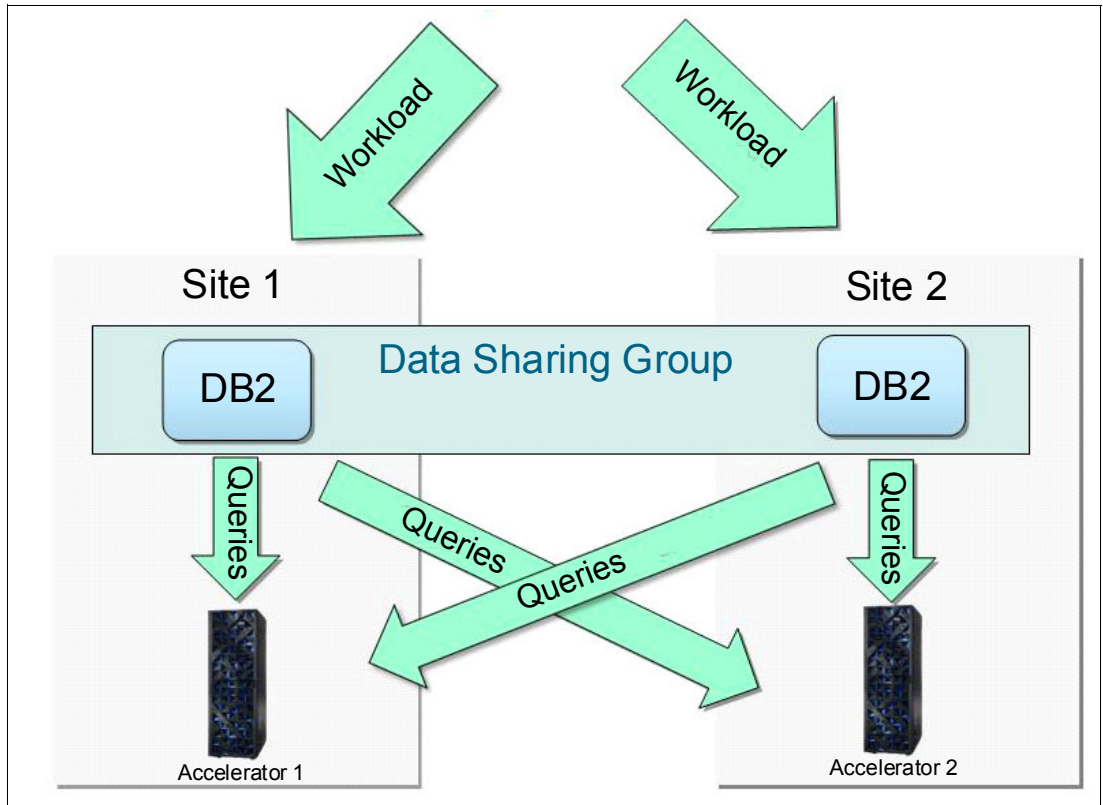 Workload
Workload
Site 1
Site 2
Data Sharing Group
DB2
DB2
Queries
Queries
Queries
Queries
Accelerator 1
Accelerator 2